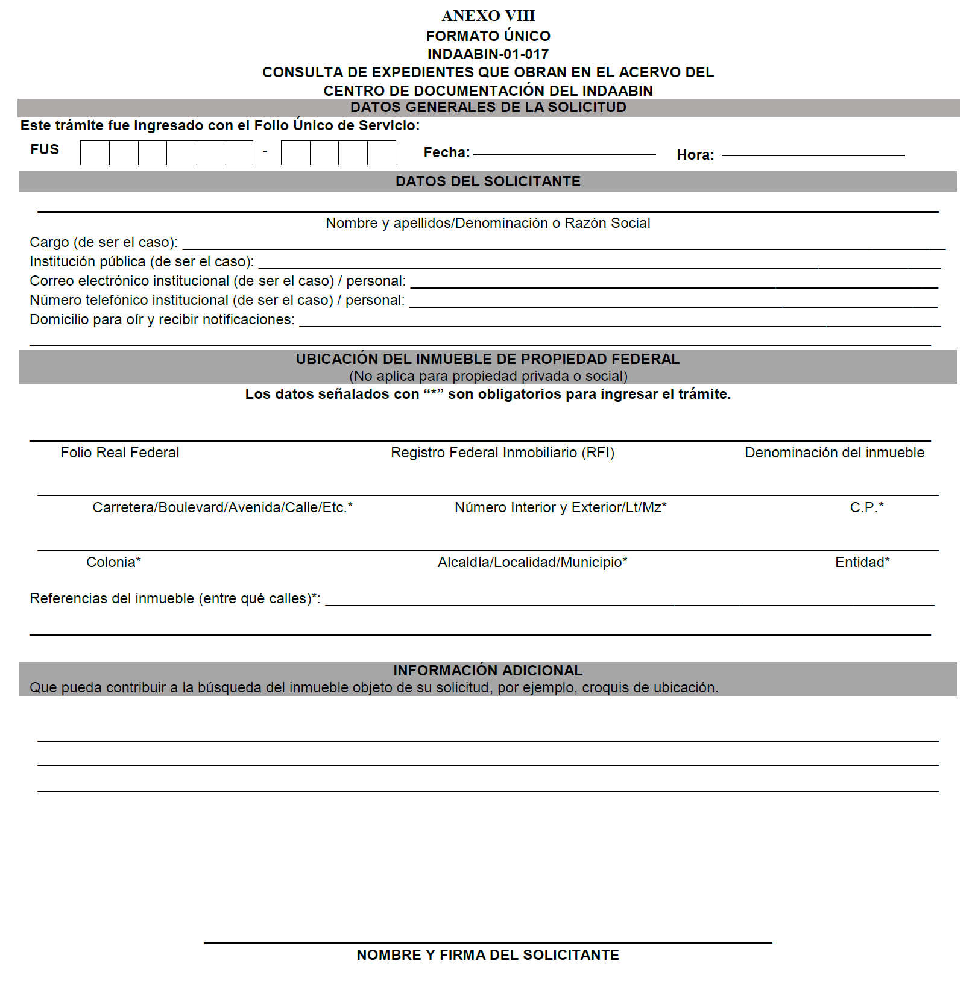 ANEXO VIII
FORMATO ÚNICO
INDAABIN-01-017
CONSULTA DE EXPEDIENTES QUE OBRAN EN EL ACERVO DEL
CENTRO DE DOCUMENTACIÓN DEL INDAABIN
DATOS GENERALES DE LA SOLICITUD
Este trámite fue ingresado con el Folio Único de Servicio:
FUS - Fecha: Hora:
DATOS DEL SOLICITANTE
Nombre y apellidos/Denominación o Razón Social
Cargo (de ser el caso):
Institución pública (de ser el caso):
Correo electrónico institucional (de ser el caso) / personal:
Número telefónico institucional (de ser el caso) / personal:
Domicilio para oír y recibir notificaciones:
UBICACIÓN DEL INMUEBLE DE PROPIEDAD FEDERAL
(No aplica para propiedad privada o social)
Los datos señalados con “*” son obligatorios para ingresar el trámite.
Folio Real Federal Registro Federal Inmobiliario (RFI) Denominación del inmueble
Carretera/Boulevard/Avenida/Calle/Etc.* Número Interior y Exterior/Lt/Mz* C.P.*
Colonia* Alcaldía/Localidad/Municipio* Entidad*
Referencias del inmueble (entre qué calles)*:
INFORMACIÓN ADICIONAL
Que pueda contribuir a la búsqueda del inmueble objeto de su solicitud, por ejemplo, croquis de ubicación.
NOMBRE Y FIRMA DEL SOLICITANTE